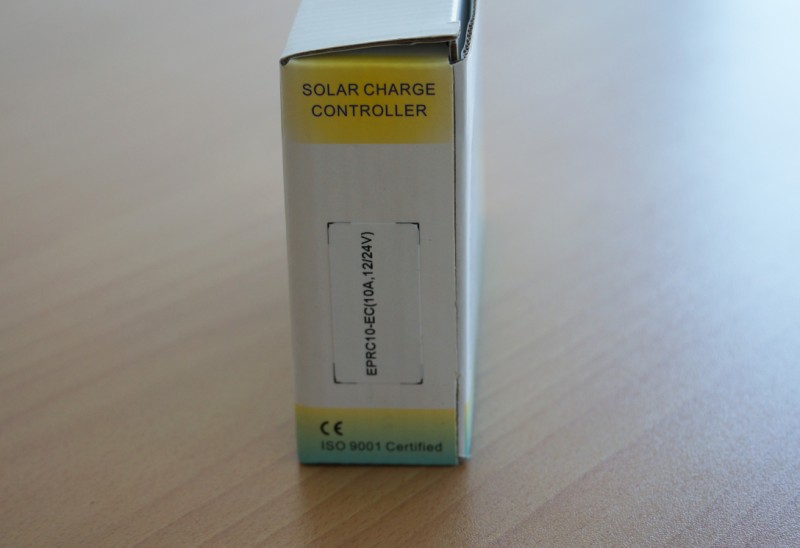 SOLAR CHARGE
CONTROLLER
EPRC10-EC(10A,12/24V)
CE
ISO 9001 Certified